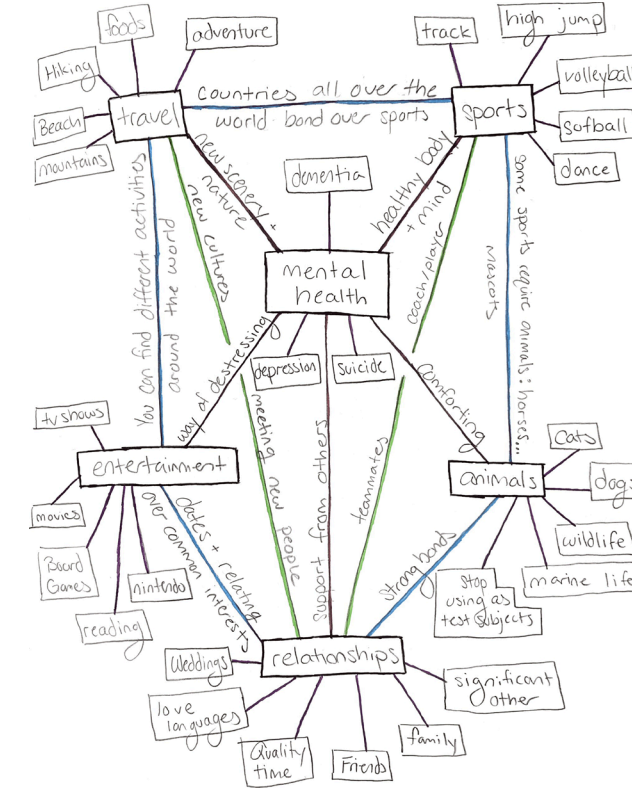 foods
adventure
Hiking
travel
Beach
mountains
countries all over the
world bond over sports
track
high jump
sports
volleyball
softball
dance
new scenery +
nature
new cultures
healthy body
+ mind
coach/player
dementia
mental
health
depression
suicide
You can find different activities
around the world
some sports require animals: horses...
mascots
way of destressing
comforting
meeting new people
support from others
teammates
tv shows
entertainment
movies
Board
Games
nintendo
reading
dates + relating
over common interests
animals
Cats
dogs
wildlife
marine life
Stop
using as
test subjects
Strong bonds
relationships
Weddings
love
languages
Quality
time
Friends
family
significant
other